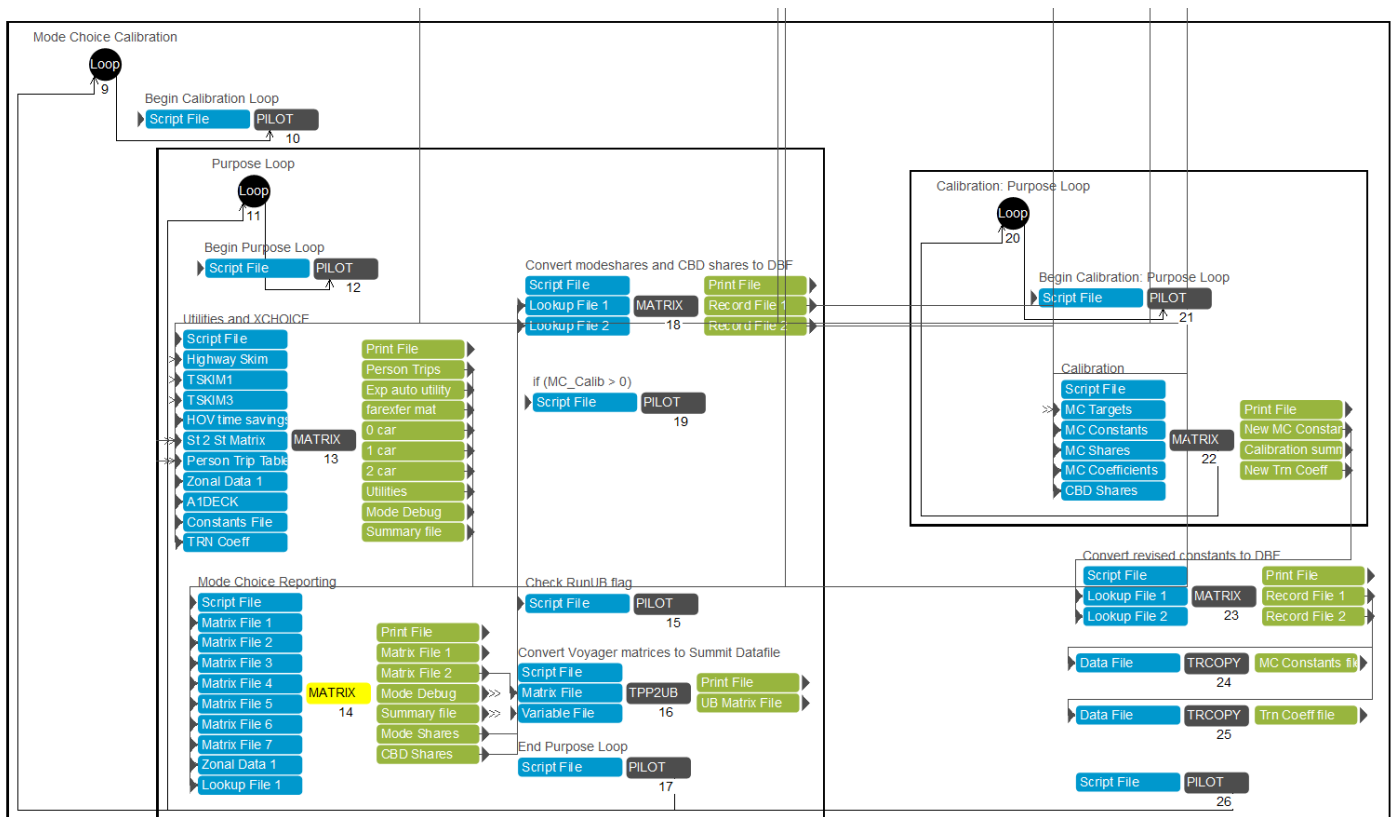 Mode Choice Calibration
Loop
9
Begin Calibration Loop
Script File
PILOT
10
Purpose Loop
Loop
11
Begin Purpose Loop
Script File
PILOT
12
Utilities and XCHOICE
Script File
Highway Skim
TSKIM1
TSKIM3
HOV time savings
St 2 St Matrix
Person Trip Table
Zonal Data 1
A1DECK
Constants File
TRN Coeff
MATRIX
13
Print File
Person Trips
Exp auto utility
farexfer mat
0 car
1 car
2 car
Utilities
Mode Debug
Summary file
Mode Choice Reporting
Script File
Matrix File 1
Matrix File 2
Matrix File 3
Matrix File 4
Matrix File 5
Matrix File 6
Matrix File 7
Zonal Data 1
Lookup File 1
MATRIX
14
Print File
Matrix File 1
Matrix File 2
Mode Debug
Summary file
Mode Shares
CBD Shares
Convert modeshares and CBD shares to DBF
Script File
Lookup File 1
Lookup File 2
MATRIX
18
Print File
Record File 1
Record File 2
if (MC_Calib > 0)
Script File
PILOT
19
Check RunUB flag
Script File
PILOT
15
Convert Voyager matrices to Summit Datafile
Script File
Matrix File
Variable File
TPP2UB
16
Print File
UB Matrix File
End Purpose Loop
Script File
PILOT
17
Calibration: Purpose Loop
Loop
20
Begin Calibration: Purpose Loop
Script File
PILOT
21
Calibration
Script File
MC Targets
MC Constants
MC Shares
MC Coefficients
CBD Shares
MATRIX
22
Print File
New MC Constan
Calibration summ
New Trn Coeff
Convert revised constants to DBF
Script File
Lookup File 1
Lookup File 2
MATRIX
23
Print File
Record File 1
Record File 2
Data File
TRCOPY
MC Constants fil
24
Data File
TRCOPY
Trn Coeff file
25
Script File
PILOT
26